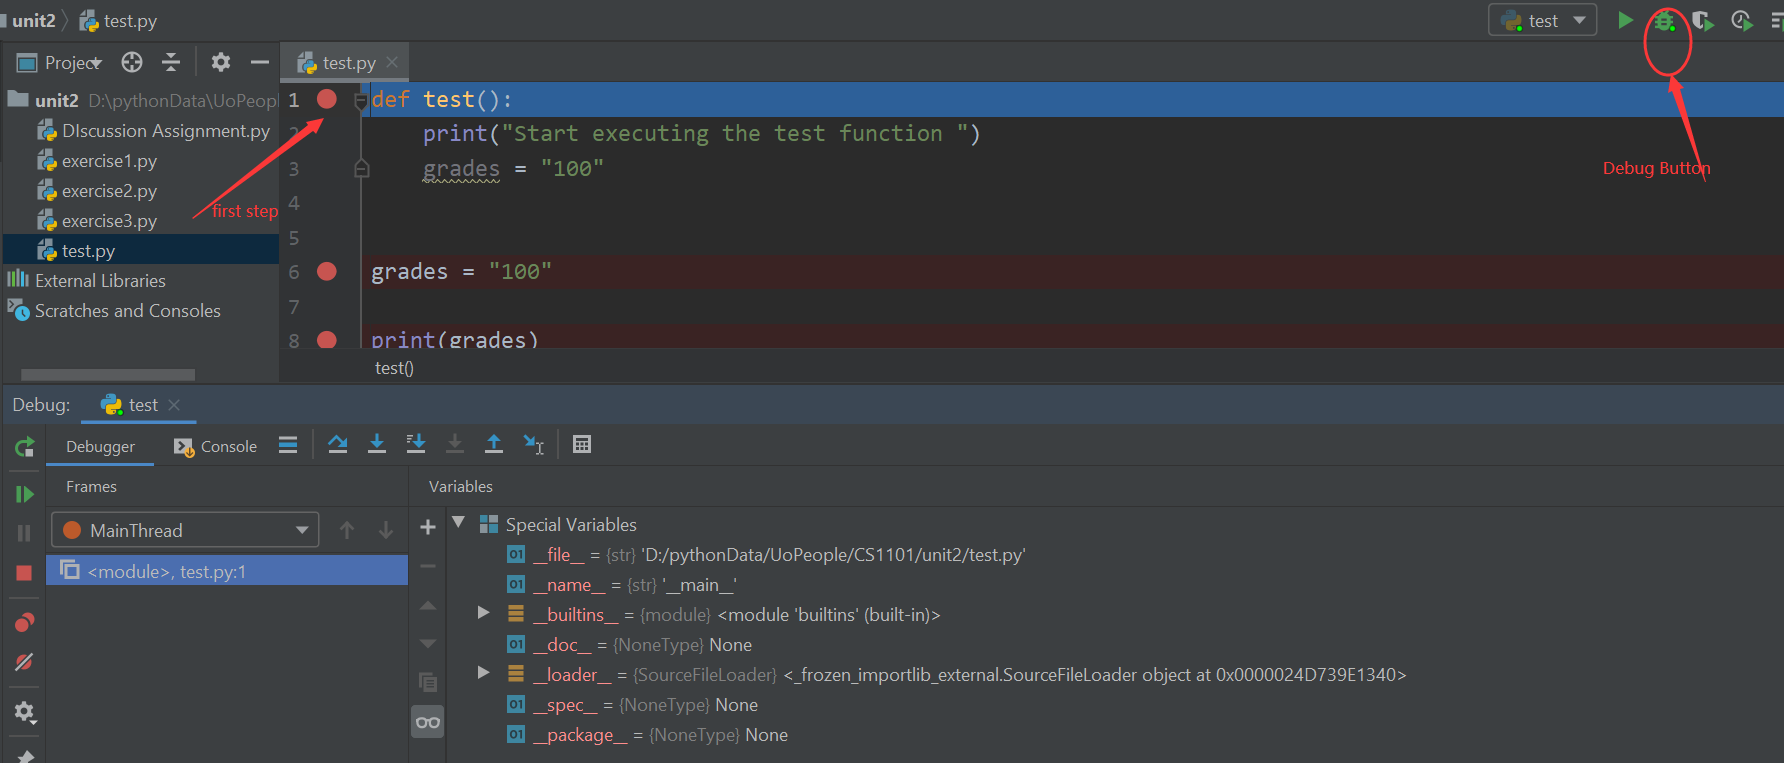 unit2 test.py
test
Project
test.py
unit2 D:\pythonData\UoPeopl
DIscussion Assignment.py
exercise1.py
exercise2.py
exercise3.py
test.py
External Libraries
Scratches and Consoles
1 def test():
2 print("Start executing the test function ")
3 grades = "100"
4
5
6 grades = "100"
7
8 print(grades)
test()
first step
Debug Button
Debug: test
Debugger Console
Frames
Variables
MainThread
<module>, test.py:1
Special Variables
01 __file__ = {str} 'D:/pythonData/UoPeople/CS1101/unit2/test.py'
01 __name__ = {str} '__main__'
__builtins__ = {module} <module 'builtins' (built-in)>
01 __doc__ = {NoneType} None
__loader__ = {SourceFileLoader} <_frozen_importlib_external.SourceFileLoader object at 0x0000024D739E1340>
01 __spec__ = {NoneType} None
01 __package__ = {NoneType} None